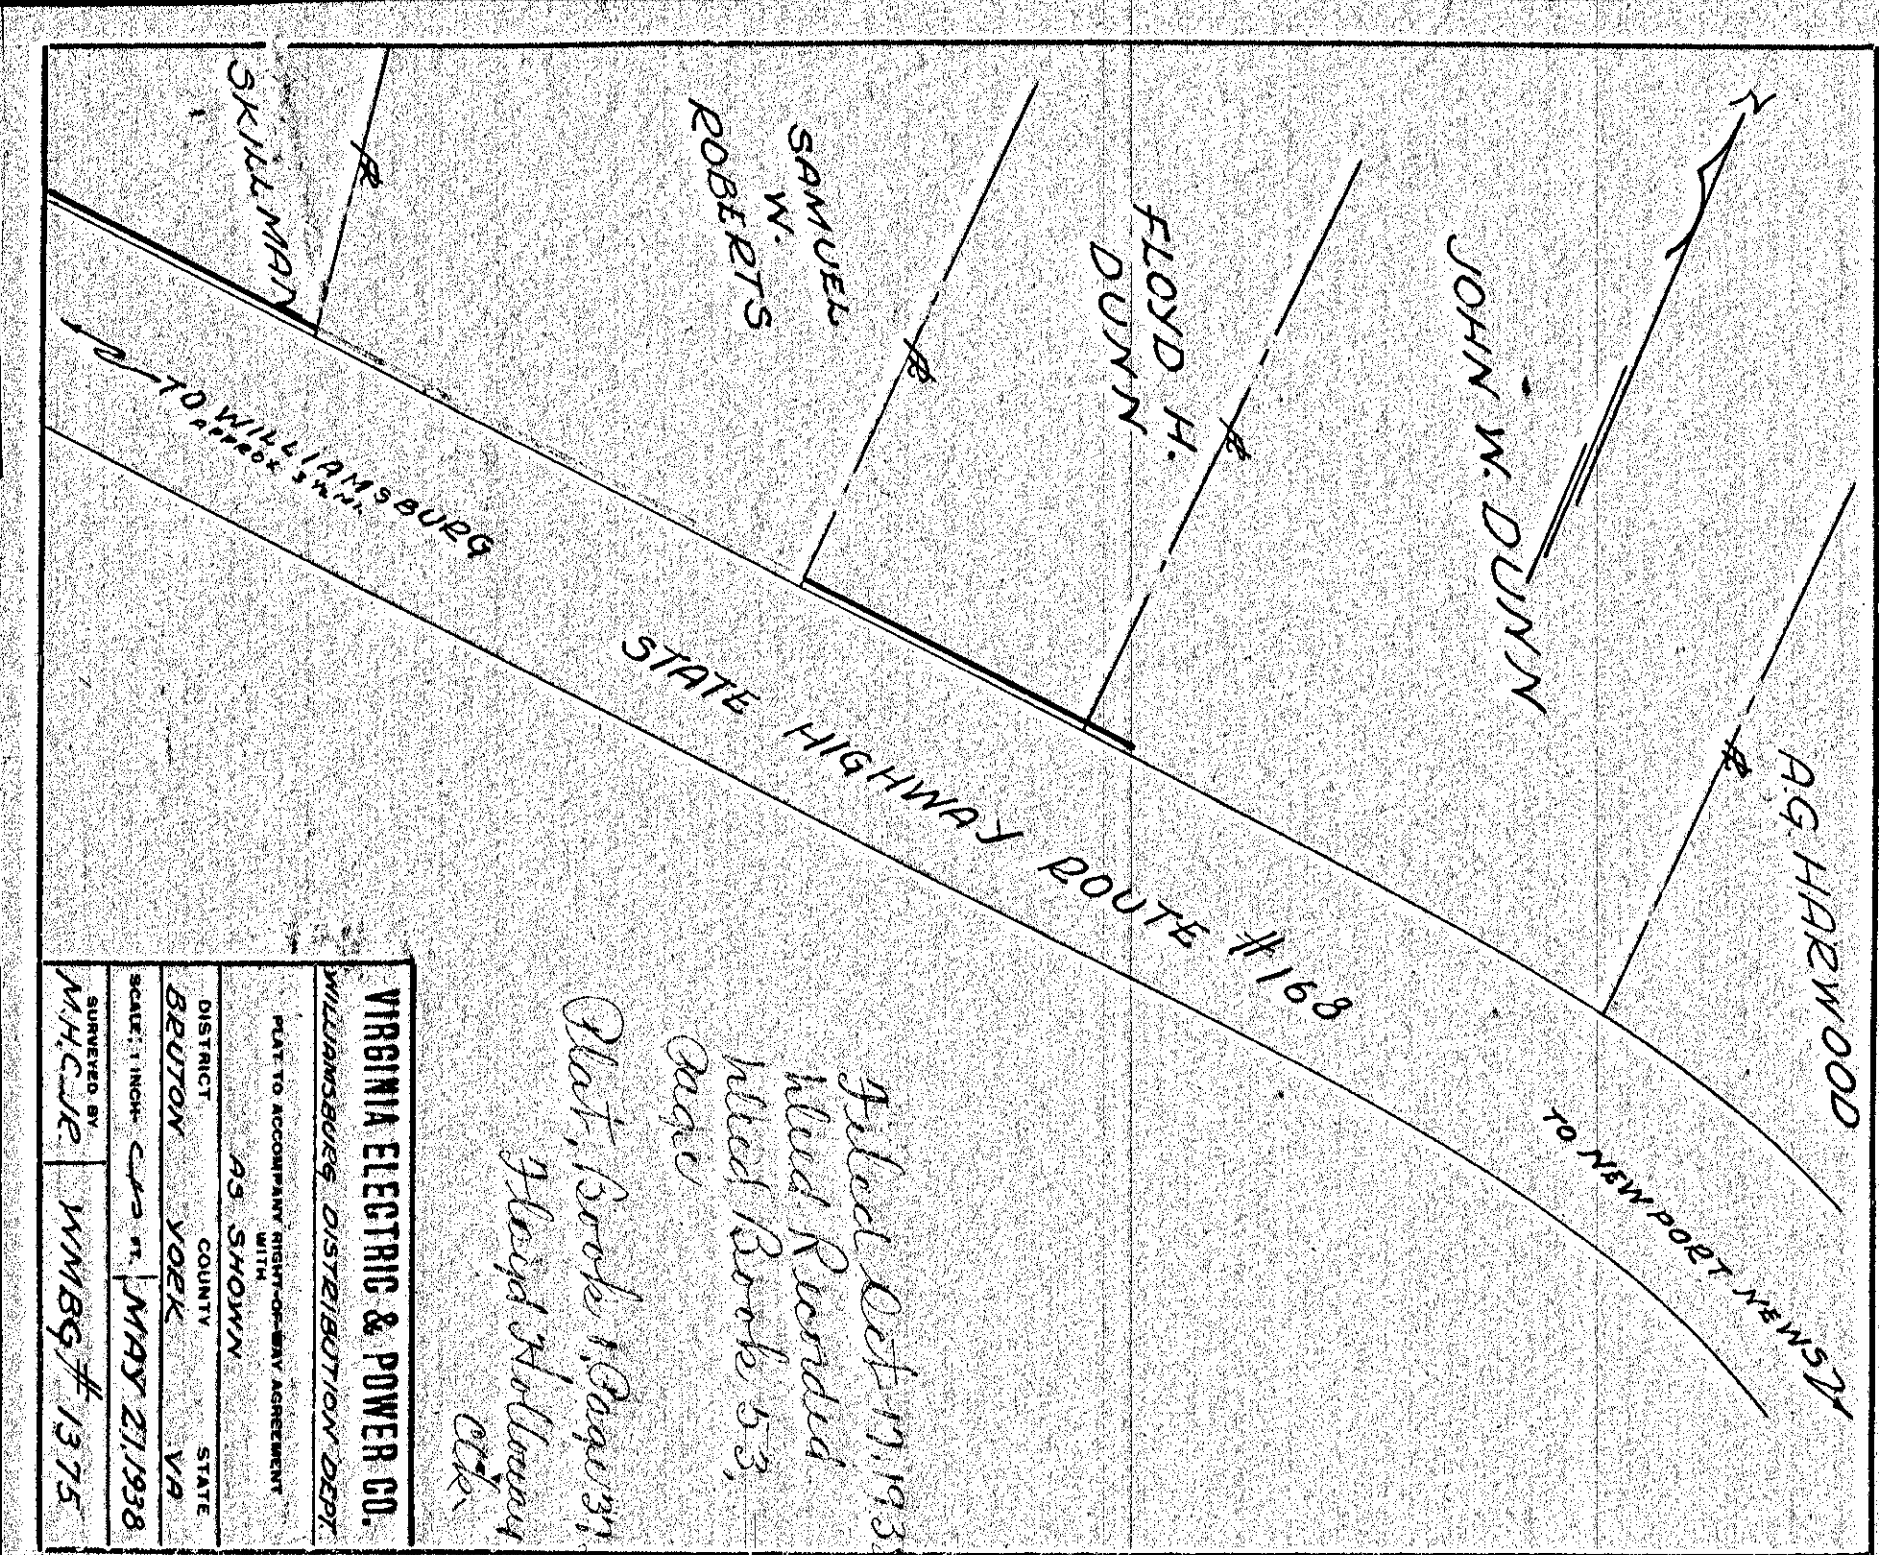 SKILLMAN
SAMUEL
W.
ROBERTS
FLOYD H.
DUNN
JOHN W. DUNN
A.G. HARWOOD
TO WILLIAMSBURG
APPROX 3
STATE HIGHWAY ROUTE #168
TO NEWPORT NEWS
Filed Oct 17, 193
Deed Recorded
Deed Book 53,
Page
Plat Book 1, Page
Floyd Holloway
Clk.
VIRGINIA ELECTRIC & POWER CO.
WILLIAMSBURG DISTRIBUTION DEPT.
PLAT TO ACCOMPANY RIGHT-OF-WAY AGREEMENT
WITH
AS SHOWN
DISTRICT COUNTY STATE
BRUTON YORK VA
SCALE: 1 INCH= FT. MAY 27, 1938
SURVEYED BY
M.H.C. JR. WMBG # 1375